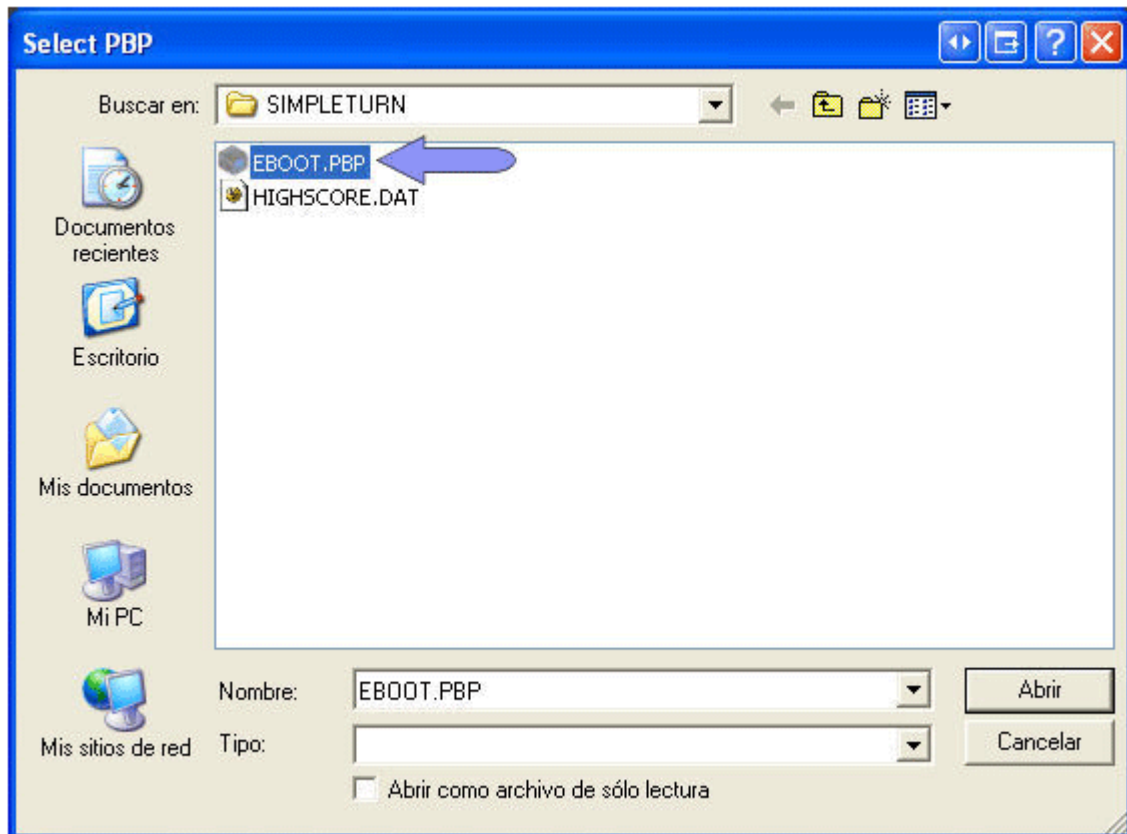 Select PBP
Buscar en: SIMPLETURN
EBOOT.PBP
HIGHSCORE.DAT
Documentos
recientes
Escritorio
Mis documentos
Mi PC
Mis sitios de red
Nombre: EBOOT.PBP Abrir
Tipo: Cancelar
Abrir como archivo de sólo lectura